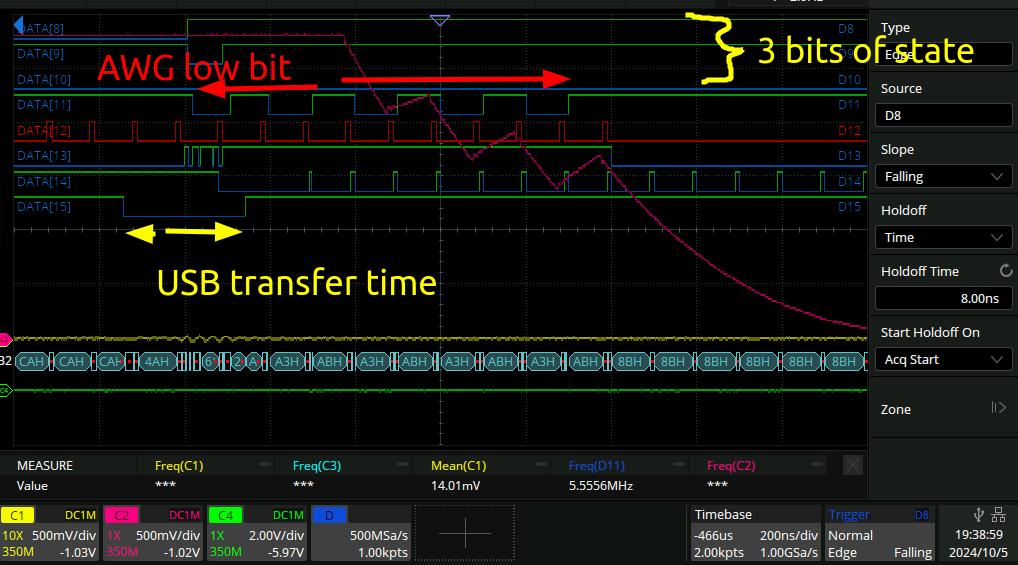 DATA[8]
D8
DATA[9]
D9
DATA[10]
D10
DATA[11]
D11
DATA[12]
D12
DATA[13]
D13
DATA[14]
D14
DATA[15]
D15
AWG low bit
3 bits of state
USB transfer time
32
CAH
CAH
CAH
4AH
6
2
A
A3H
ABH
A3H
ABH
A3H
ABH
A3H
ABH
8BH
8BH
8BH
8BH
8BH
8BH
C4
Type
Edge
Source
D8
Slope
Falling
Holdoff
Time
Holdoff Time
8.00ns
Start Holdoff On
Acq Start
Zone
MEASURE Freq(C1) Freq(C3) Mean(C1) Freq(D11) Freq(C2)
Value *** *** 14.01mV 5.5556MHz ***
C1 DC1M
10X 500mV/div
350M -1.03V
C2 DC1M
1X 500mV/div
350M -1.02V
C4 DC1M
1X 2.00V/div
350M -5.97V
D
500MSa/s
1.00kpts
Timebase
-466us 200ns/div
2.00kpts 1.00GSa/s
Trigger D8
Normal
Edge Falling
19:38:59
2024/10/5